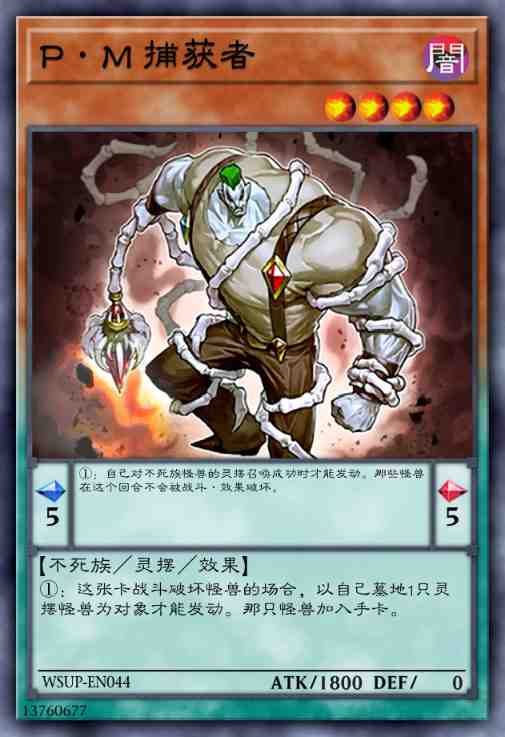 P·M 捕获者
闇
①：自己对不死族怪兽的灵摆召唤成功时才能发动。那些怪兽
在这个回合不会被战斗·效果破坏。
5
5
【不死族／灵摆／效果】
①：这张卡战斗破坏怪兽的场合，以自己墓地1只灵
摆怪兽为对象才能发动。那只怪兽加入手卡。
WSUP-EN044 ATK/1800 DEF/ 0
13760677